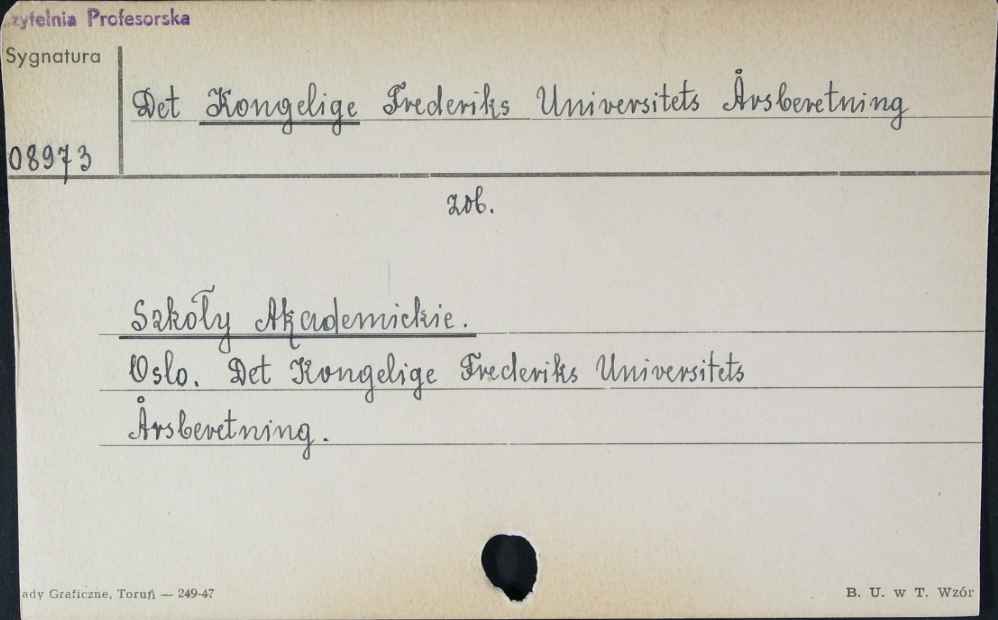 zytelnia Profesorska
Sygnatura
Det Kongelige Frederiks Universitets Årsberetning
08973
zob.
Szkoły Akademickie.
Oslo. Det Kongelige Frederiks Universitets
Årsberetning.
ady Graficzne, Toruń — 249-47
B. U. w T. Wzór